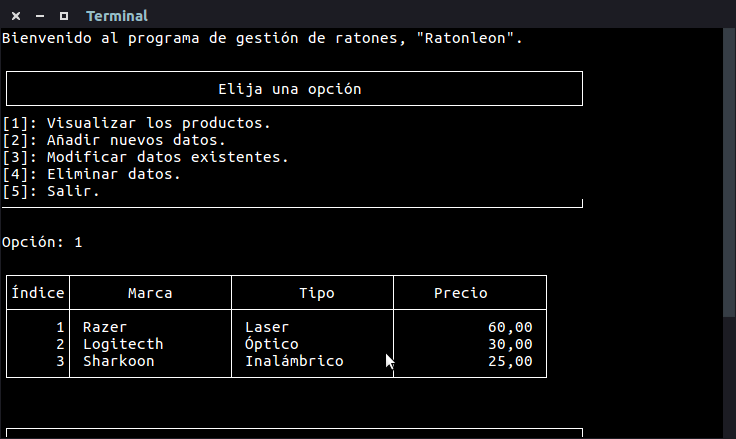 Terminal
Bienvenido al programa de gestión de ratones, "Ratonleon".
Elija una opción
[1]: Visualizar los productos.
[2]: Añadir nuevos datos.
[3]: Modificar datos existentes.
[4]: Eliminar datos.
[5]: Salir.
Opción: 1
Índice Marca Tipo Precio
1 Razer Laser 60,00
2 Logitecth Óptico 30,00
3 Sharkoon Inalámbrico 25,00